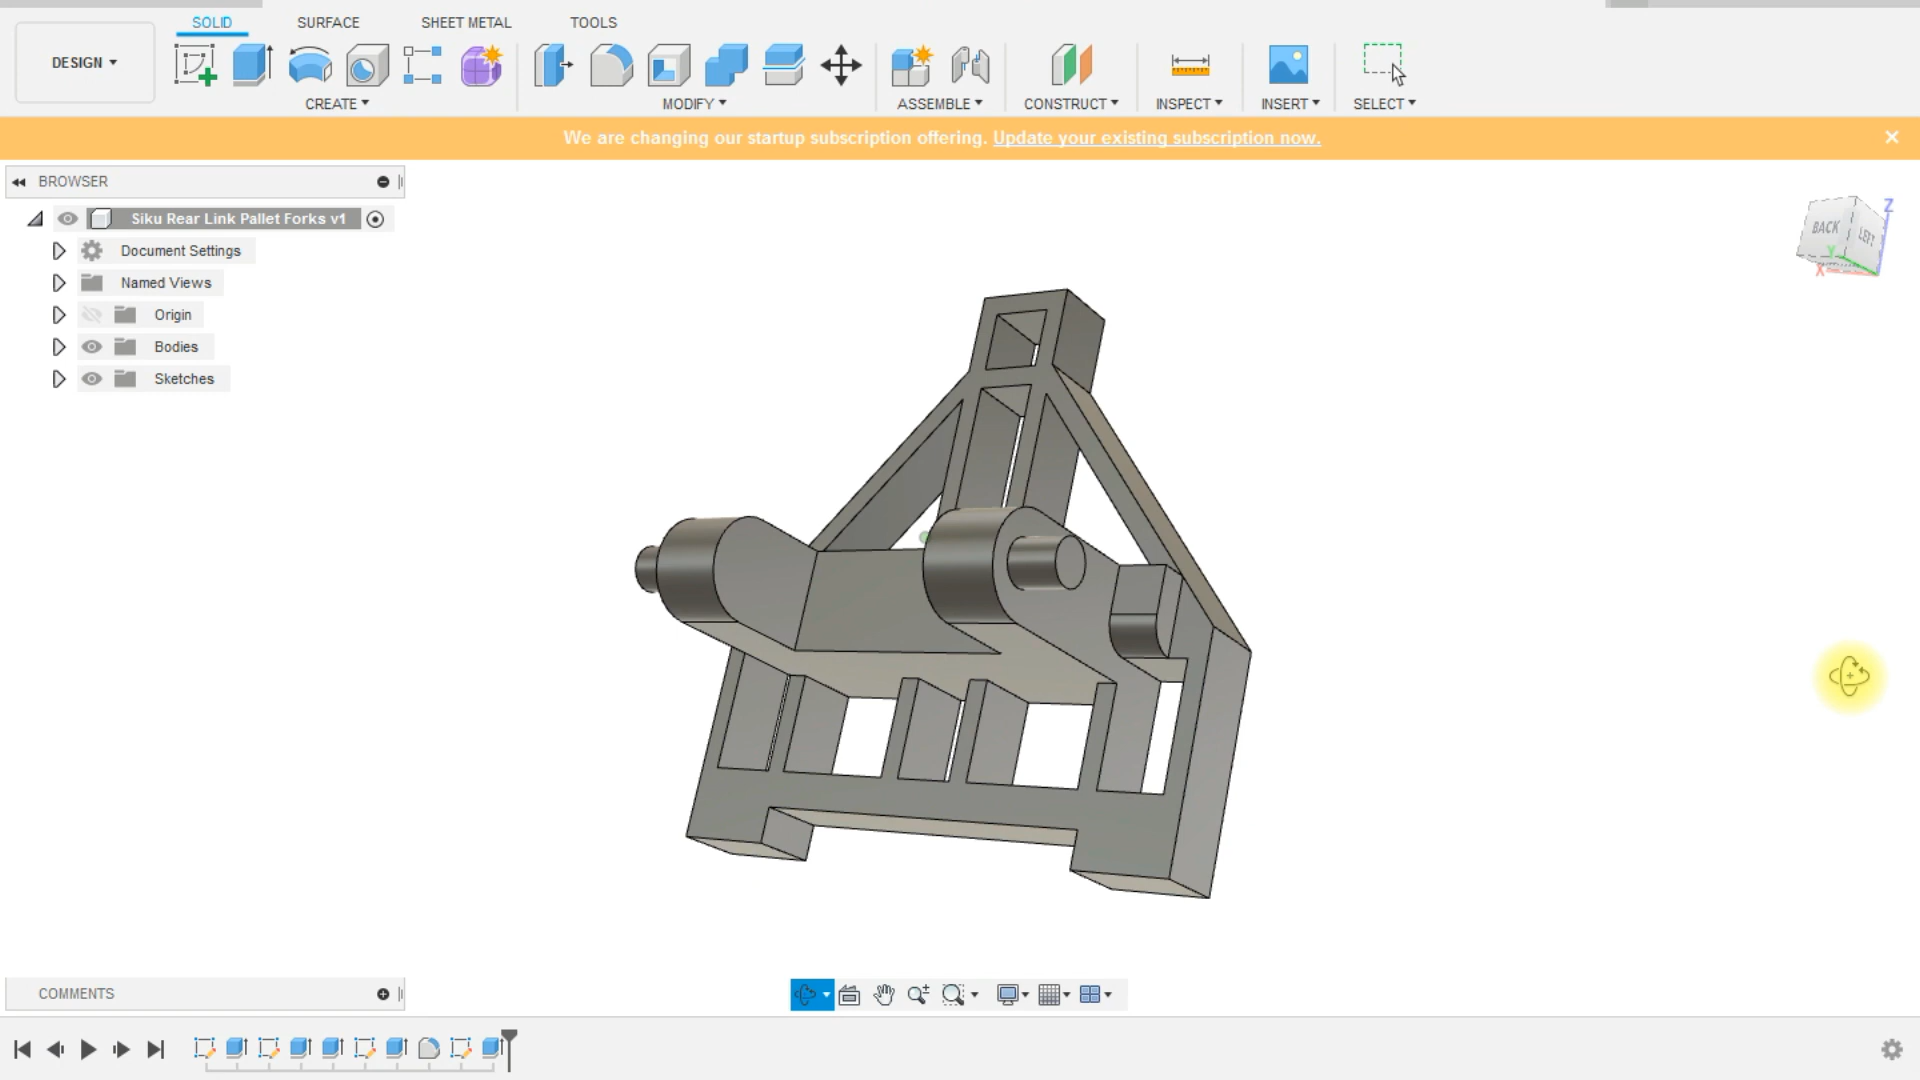 SOLID SURFACE SHEET METAL TOOLS
DESIGN
CREATE MODIFY ASSEMBLE CONSTRUCT INSPECT INSERT SELECT
We are changing our startup subscription offering. Update your existing subscription now.
BROWSER
Siku Rear Link Pallet Forks v1
Document Settings
Named Views
Origin
Bodies
Sketches
BACK LEFT
Z
Y
X
COMMENTS